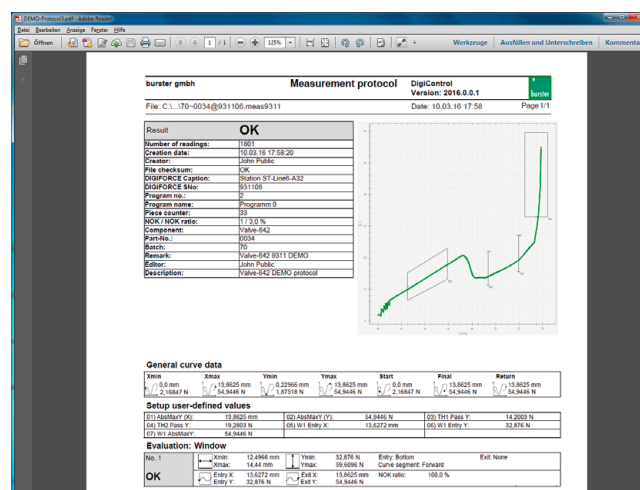 DEMO-Protocol3.pdf - Adobe Reader
Datei Bearbeiten Anzeige Fenster Hilfe
Öffnen 1 / 1 125% Werkzeuge Ausfüllen und Unterschreiben Kommentar
burster gmbh Measurement protocol DigiControl
Version: 2016.0.0.1
burster
File: C:\...\70~0034@931106.meas9311 Date: 10.03.16 17:58 Page1/1
Result OK
Number of readings: 1801
Creation date: 10.03.16 17:58:20
Creator: John Public
File checksum: OK
DIGIFORCE Caption: Station ST-Line6-A32
DIGIFORCE SNo: 931106
Program no.: 2
Program name: Programm 0
Piece counter: 33
NOK / NOK ratio: 1 / 3,0 %
Component: Valve-642
Part-No.: 0034
Batch: 70
Remark: Valve-642 9311 DEMO
Editor: John Public
Description: Valve-642 DEMO protocol
General curve data
Xmin Xmax Ymin Ymax Start Final Return
0,0 mm 13,8625 mm 0,22966 mm 13,8625 mm 0,0 mm 13,8625 mm 13,8625 mm
2,16847 N 54,9446 N 1,87518 N 54,9446 N 2,16847 N 54,9446 N 54,9446 N
Setup user-defined values
01) AbsMaxY (X): 13,8625 mm 02) AbsMaxY (Y): 54,9446 N 03) TH1 Pass Y: 14,2003 N
04) TH2 Pass Y: 19,2803 N 05) W1 Entry X: 13,6272 mm 06) W1 Entry Y: 32,876 N
07) W1 AbsMaxY: 54,9446 N
Evaluation: Window
No. 1 Xmin: 12,4966 mm Ymin: 32,876 N Entry: Bottom Exit: None
Xmax: 14,44 mm Ymax: 59,6096 N Curve segment: Forward
OK Entry X: 13,6272 mm Exit X: 13,8625 mm NOK ratio: 100,0 %
Entry Y: 32,876 N Exit Y: 54,9446 N